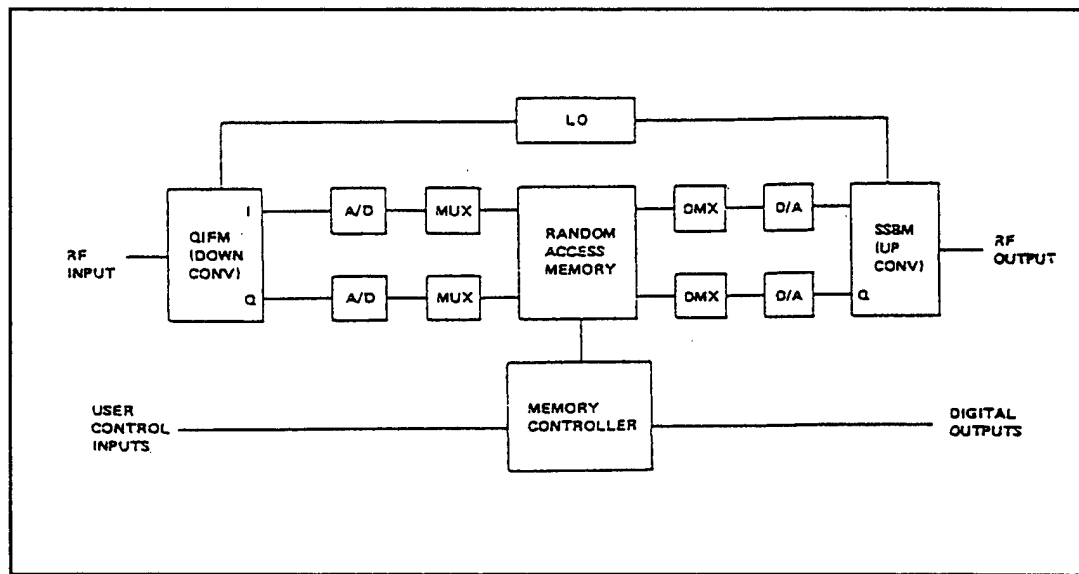 LO
I
A/D
MUX
DMX
D/A
RF
INPUT
QIFM
(DOWN
CONV)
RANDOM
ACCESS
MEMORY
SSBM
(UP
CONV)
RF
OUTPUT
Q
A/D
MUX
DMX
D/A
Q
USER
CONTROL
INPUTS
MEMORY
CONTROLLER
DIGITAL
OUTPUTS